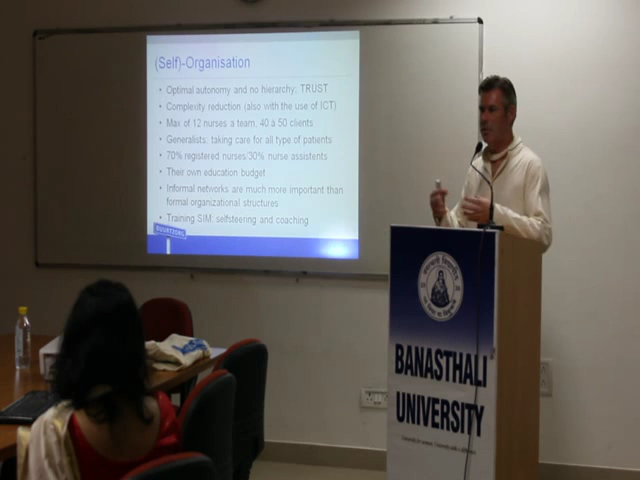 (Self)-Organisation
• Optimal autonomy and no hierarchy: TRUST
• Complexity reduction (also with the use of ICT)
• Max of 12 nurses a team, 40 à 50 clients
• Generalists: taking care for all type of patients
• 70% registered nurses/30% nurse assistents
• Their own education budget
• Informal networks are much more important than
formal organizational structures
• Training SIM: selfsteering and coaching
BUURTZORG
BANASTHALI
UNIVERSITY